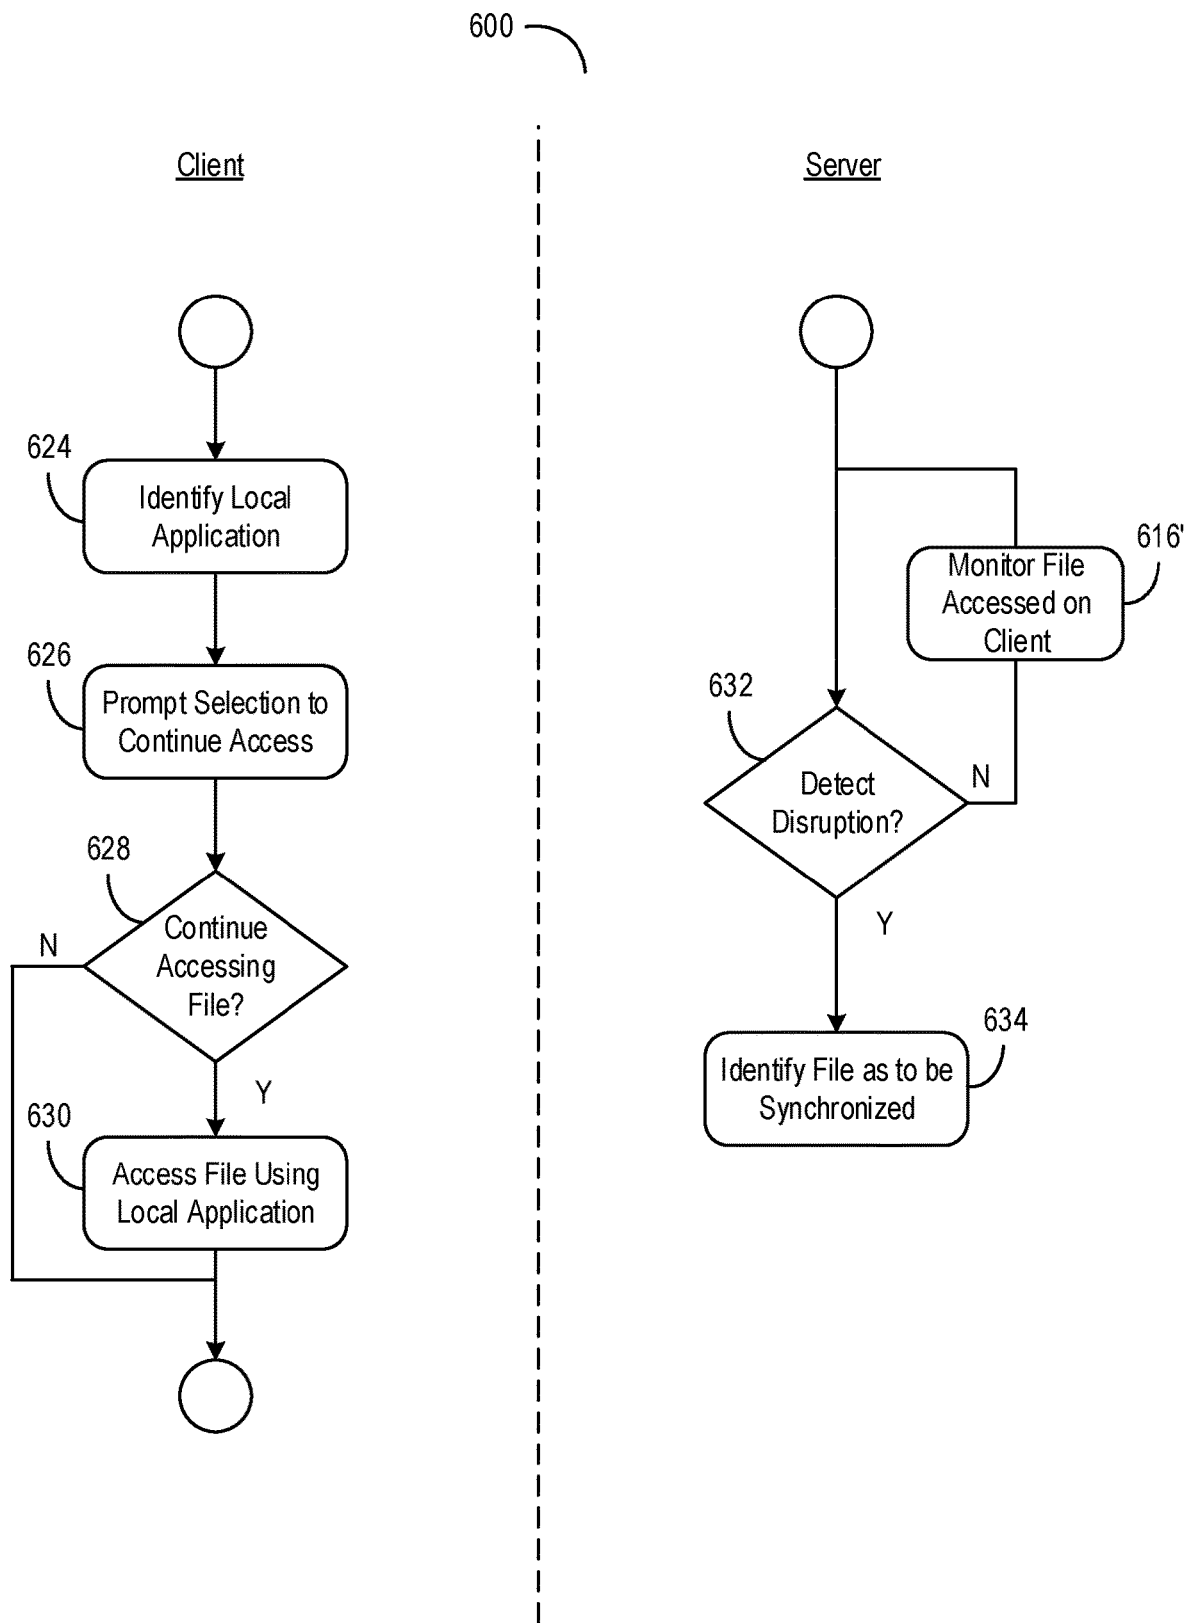 600
Client
Server
624
Identify Local
Application
626
Prompt Selection to
Continue Access
628
Continue
Accessing
File?
N
Y
630
Access File Using
Local Application
616'
Monitor File
Accessed on
Client
632
Detect
Disruption?
N
Y
634
Identify File as to be
Synchronized